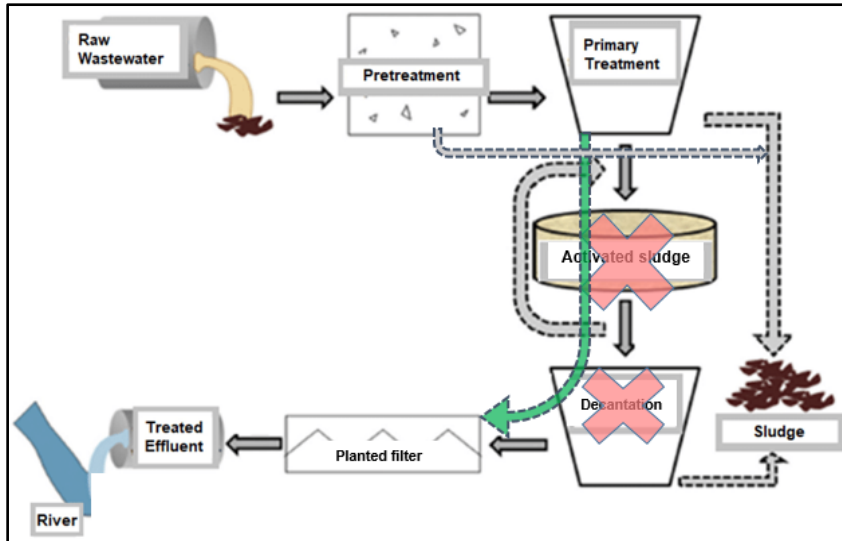 Raw
Wastewater
Pretreatment
Primary
Treatment
Activated sludge
Decantation
Sludge
Planted filter
Treated
Effluent
River